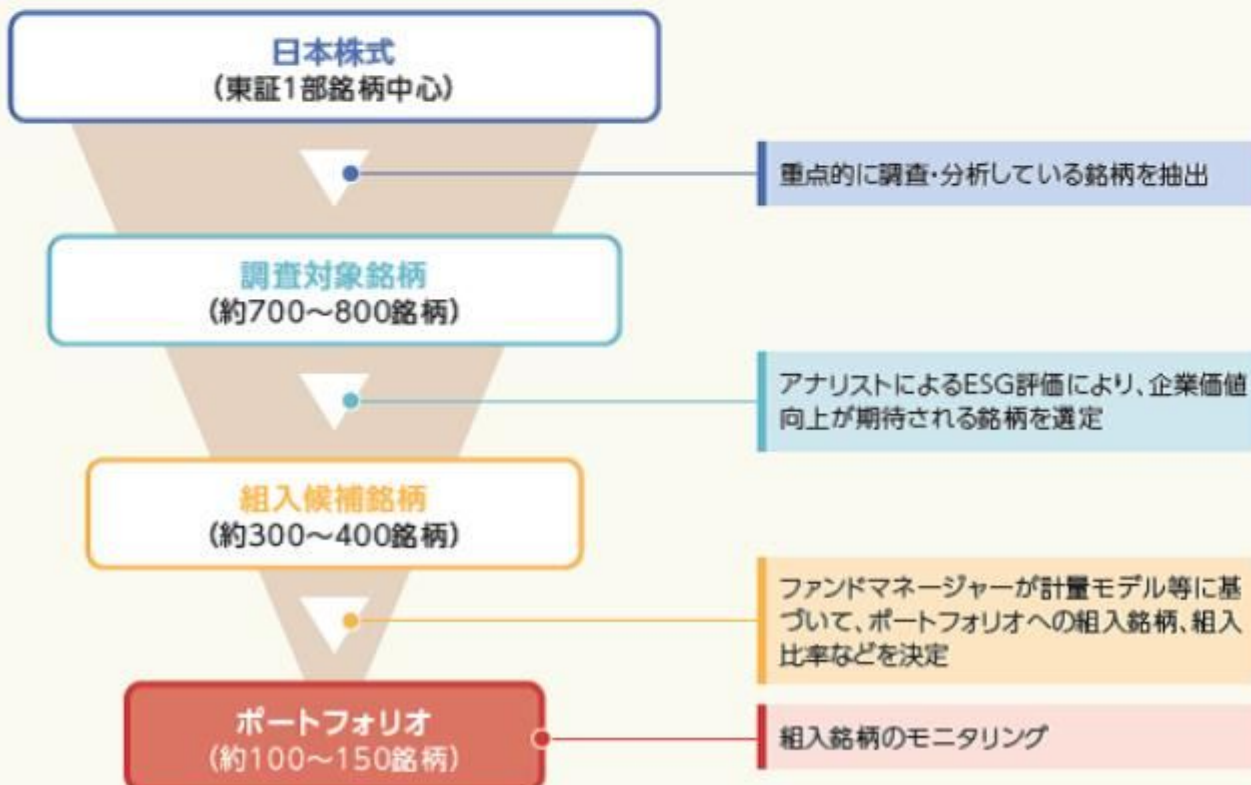 日本株式
(東証1部銘柄中心)
重点的に調査・分析している銘柄を抽出
調査対象銘柄
(約700〜800銘柄)
アナリストによるESG評価により、企業価値
向上が期待される銘柄を選定
組入候補銘柄
(約300〜400銘柄)
ファンドマネージャーが計量モデル等に基
づいて、ポートフォリオへの組入銘柄、組入
比率などを決定
ポートフォリオ
(約100〜150銘柄)
組入銘柄のモニタリング